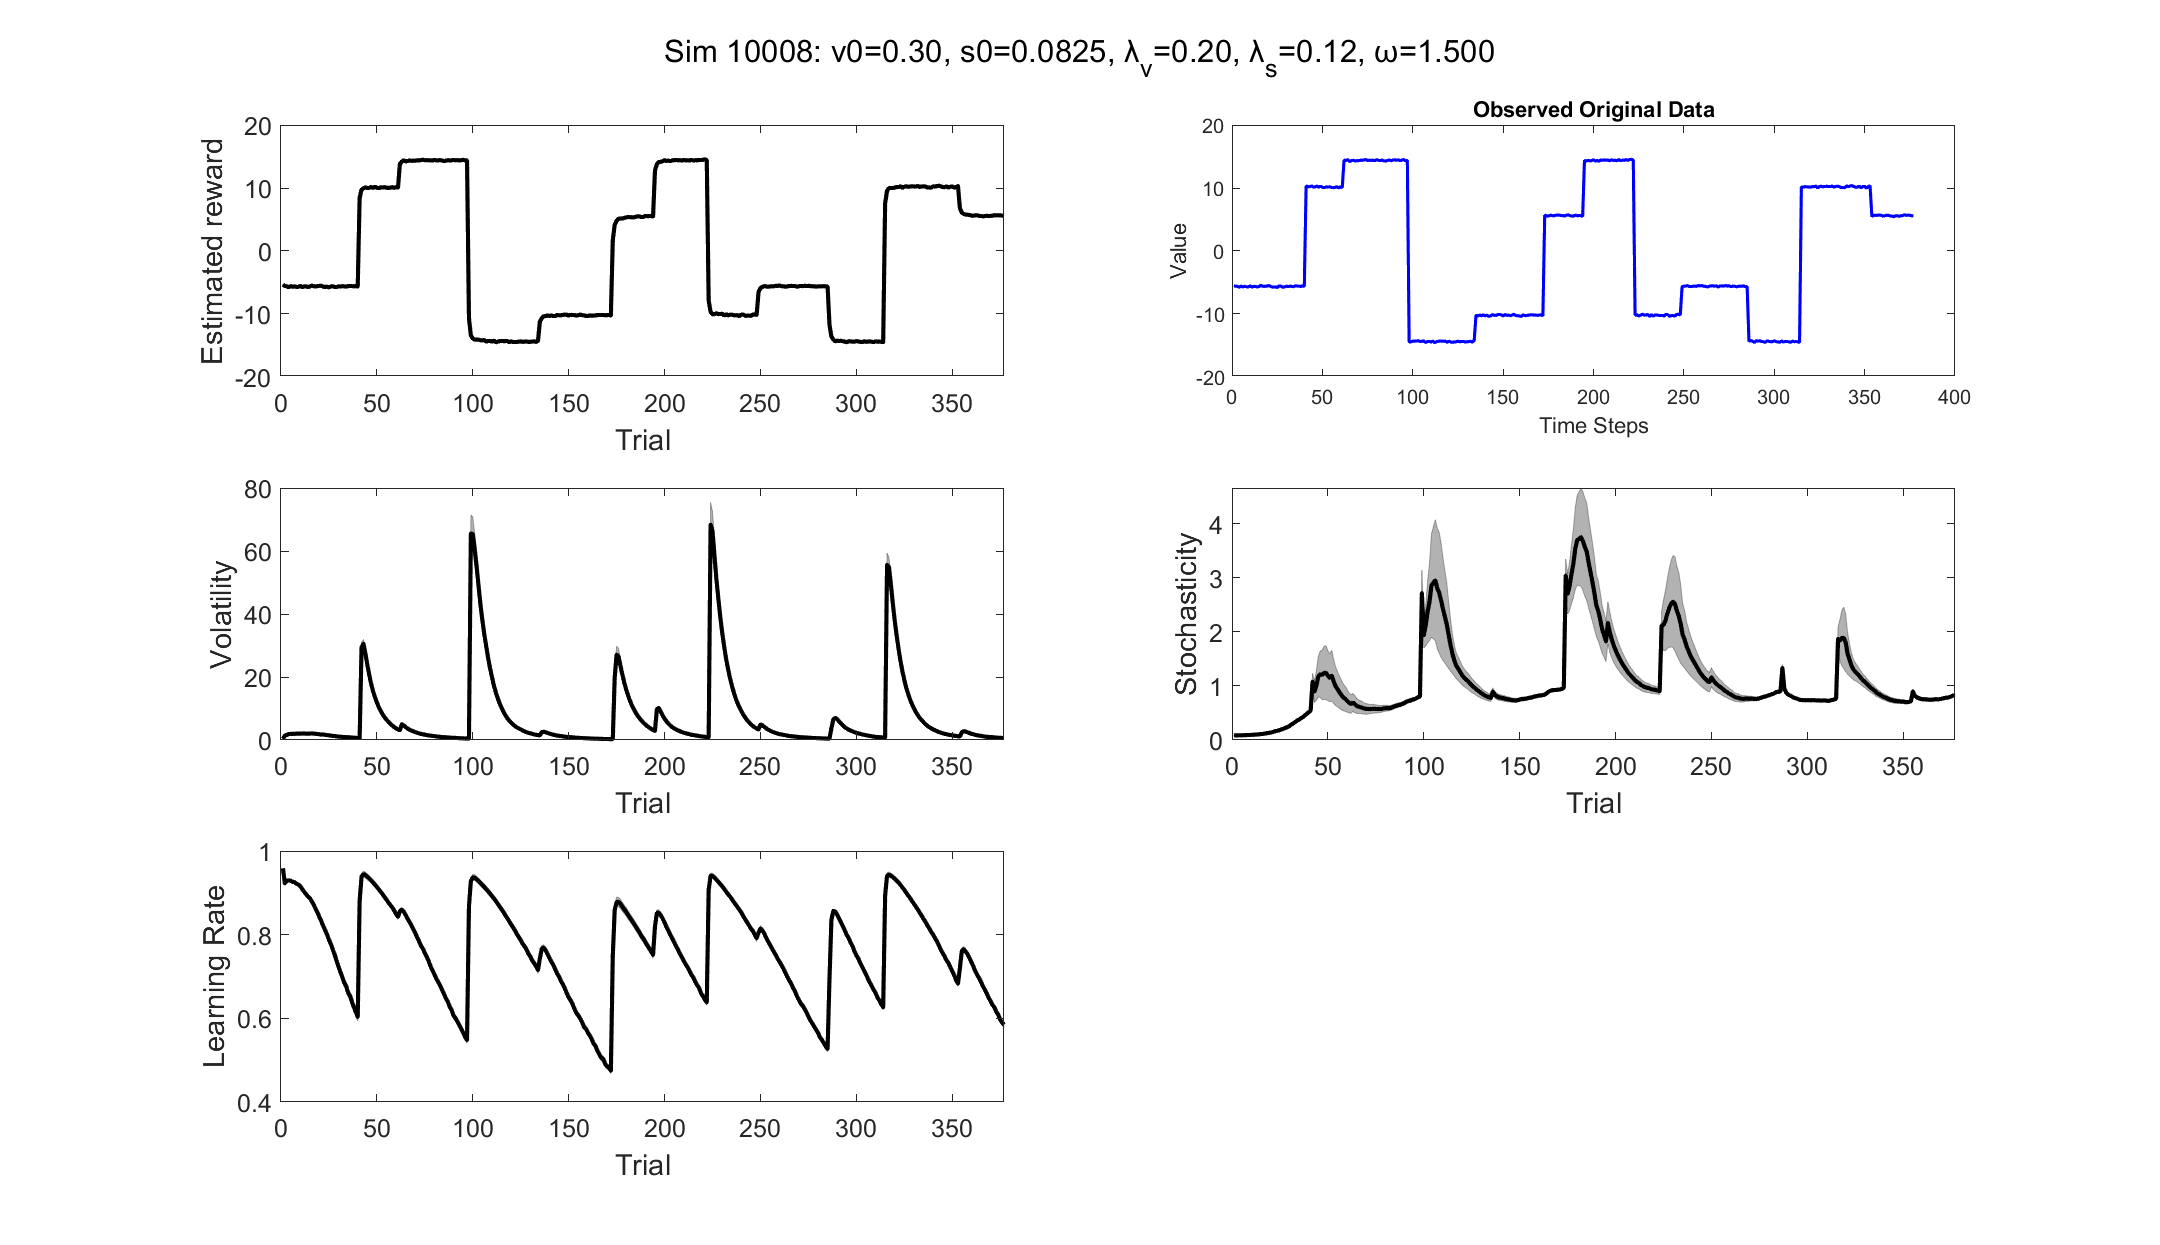 Sim 10008: v0=0.30, s0=0.0825, λ_v=0.20, λ_s=0.12, ω=1.500
Estimated reward
20
10
0
-10
-20
0 50 100 150 200 250 300 350
Trial
Observed Original Data
Value
20
10
0
-10
-20
0 50 100 150 200 250 300 350 400
Time Steps
Volatility
80
60
40
20
0
0 50 100 150 200 250 300 350
Trial
Stochasticity
4
3
2
1
0
0 50 100 150 200 250 300 350
Trial
Learning Rate
1
0.8
0.6
0.4
0 50 100 150 200 250 300 350
Trial